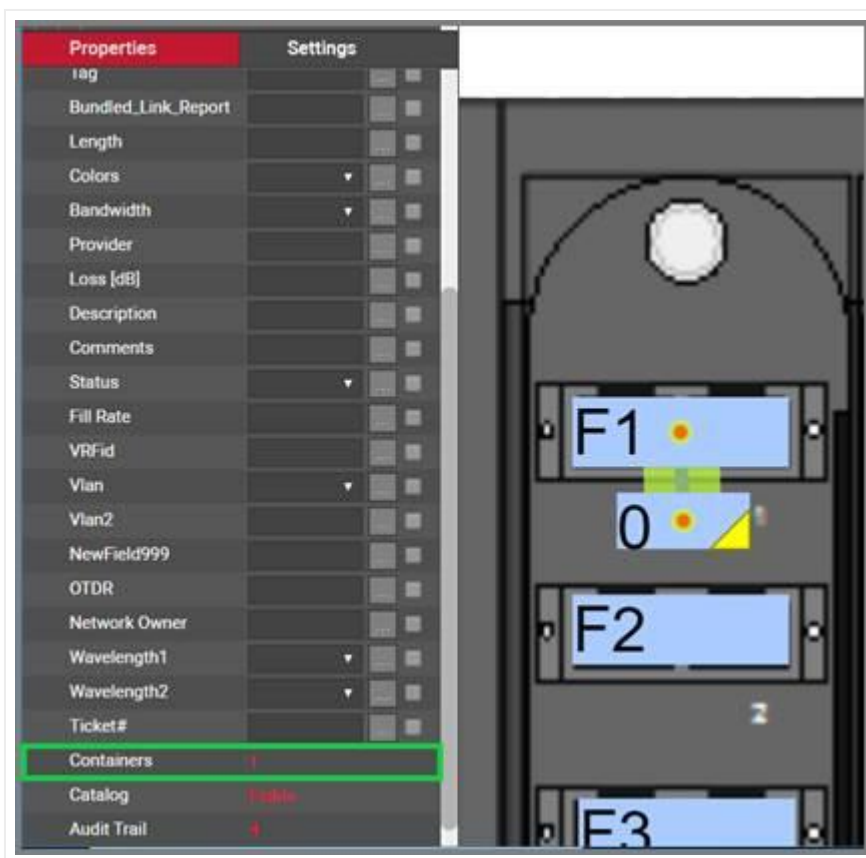 Properties Settings
Tag
Bundled_Link_Report
Length
Colors
Bandwidth
Provider
Loss [dB]
Description
Comments
Status
Fill Rate
VRFid
Vlan
Vlan2
NewField999
OTDR
Network Owner
Wavelength1
Wavelength2
Ticket#
Containers 1
Catalog
Audit Trail
F1
0
1
F2
2
F3